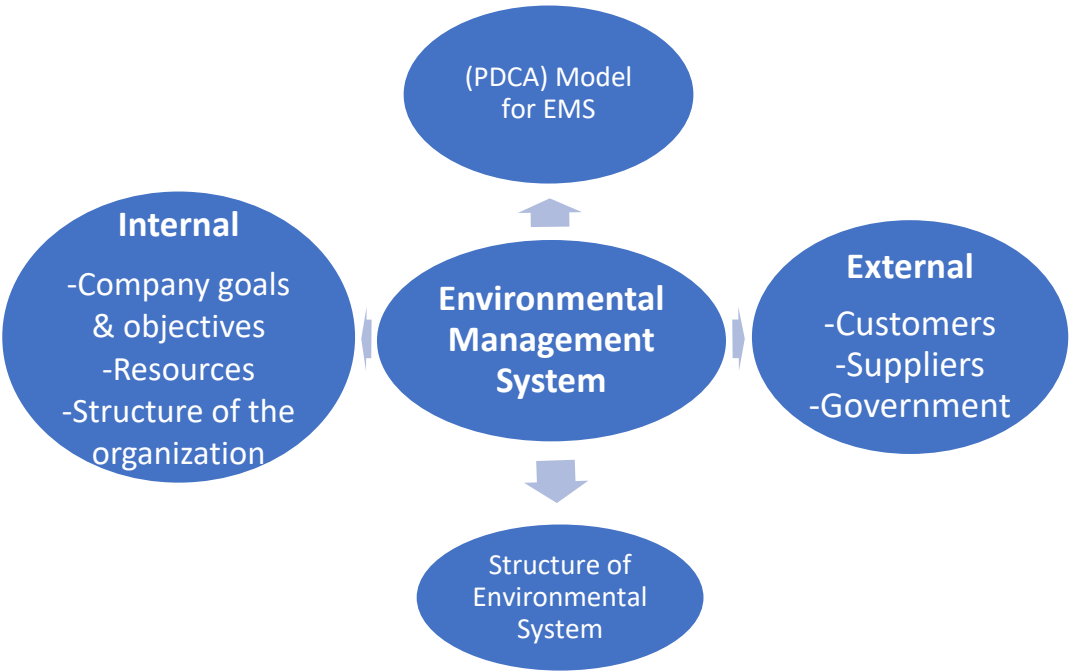 (PDCA) Model
for EMS
Internal
-Company goals
& objectives
-Resources
-Structure of the
organization
Environmental
Management
System
External
-Customers
-Suppliers
-Government
Structure of
Environmental
System